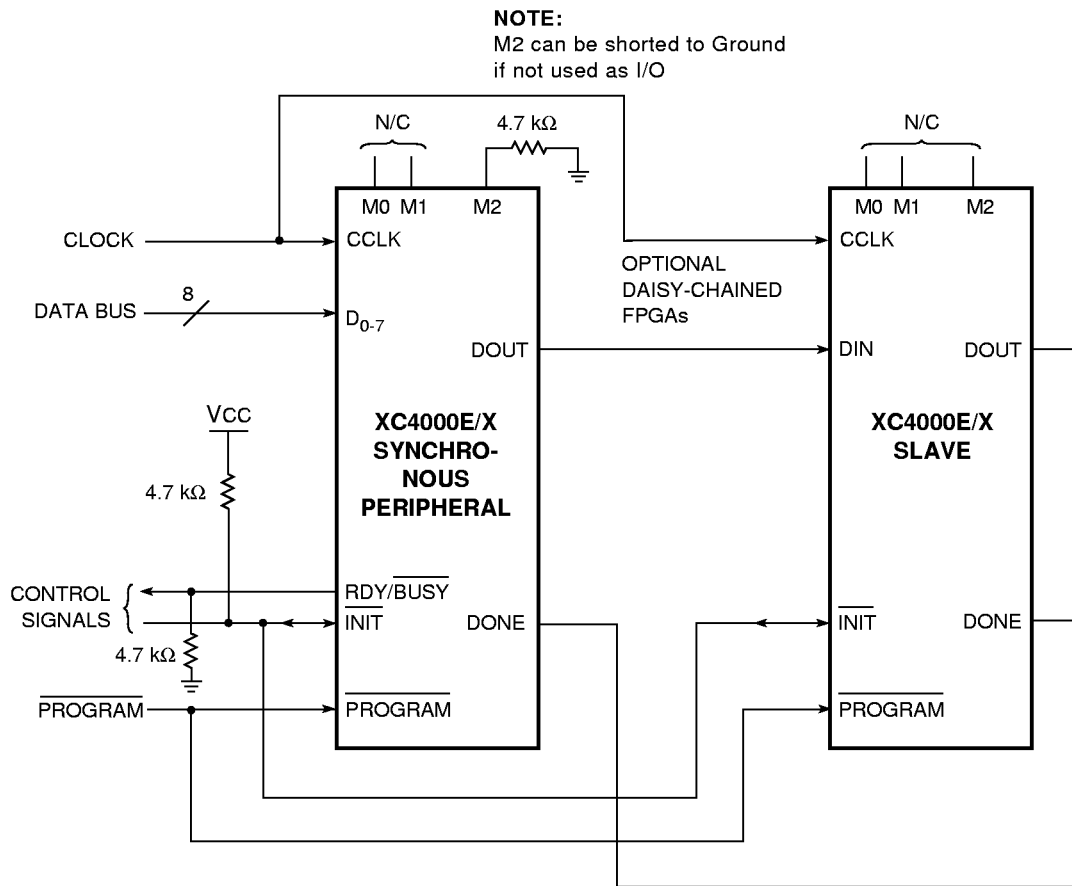 NOTE:
M2 can be shorted to Ground
if not used as I/O
N/C
4.7 kΩ
N/C
M0 M1 M2
M0 M1 M2
CLOCK
CCLK
CCLK
OPTIONAL
DAISY-CHAINED
FPGAs
DATA BUS
8
D0-7
DOUT
DIN
DOUT
VCC
4.7 kΩ
XC4000E/X
SYNCHRO-
NOUS
PERIPHERAL
XC4000E/X
SLAVE
CONTROL
SIGNALS
RDY/BUSY
INIT
DONE
INIT
DONE
4.7 kΩ
PROGRAM
PROGRAM
PROGRAM